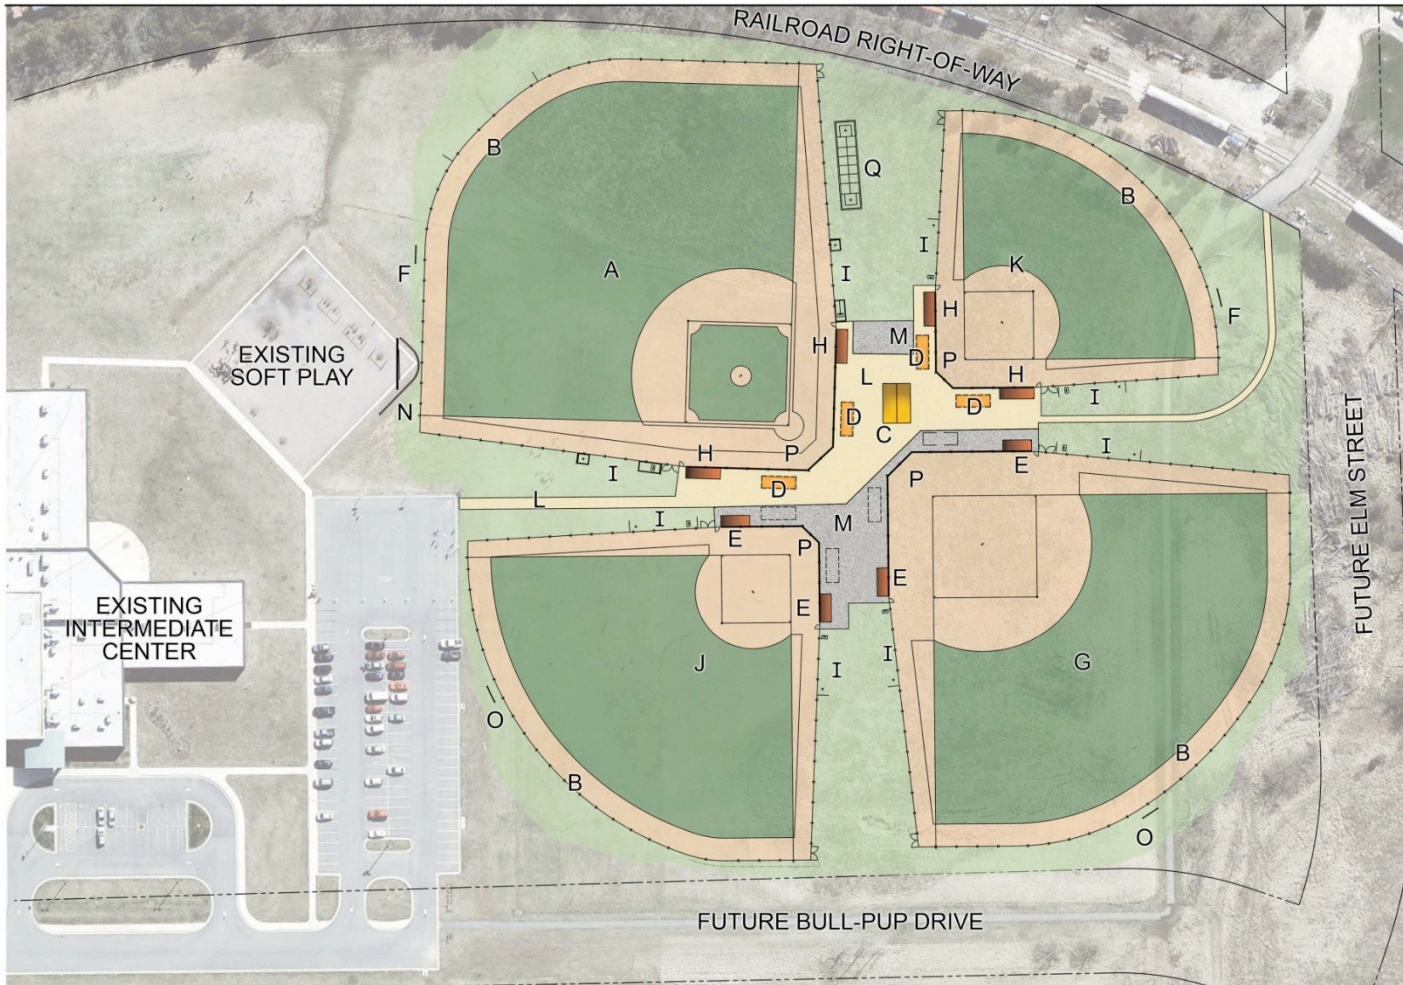 RAILROAD RIGHT-OF-WAY
B
B
Q
A
I
I
K
F
F
H
H
M
EXISTING
SOFT PLAY
D
P
L
H
I
N
D
D
C
H
P
I
I
E
P
D
L
I
M
E
P
FUTURE ELM STREET
E
E
EXISTING
INTERMEDIATE
CENTER
J
I
I
G
O
B
B
O
FUTURE BULL-PUP DRIVE